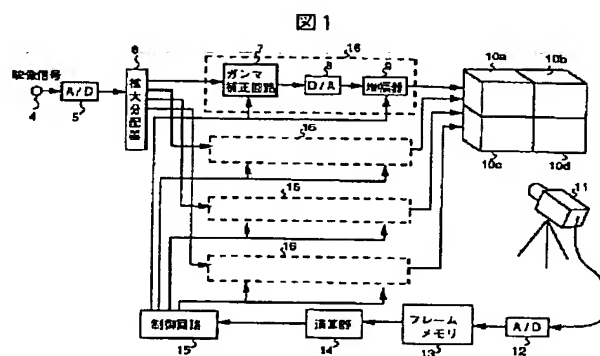 図1
映像信号
4
A/D
5
6
拡大分配器
16
7
ガンマ
補正回路
8
D/A
9
増幅器
10a
10b
10c
10d
16
15
16
11
制御回路
15
演算器
14
フレーム
メモリ
13
A/D
12